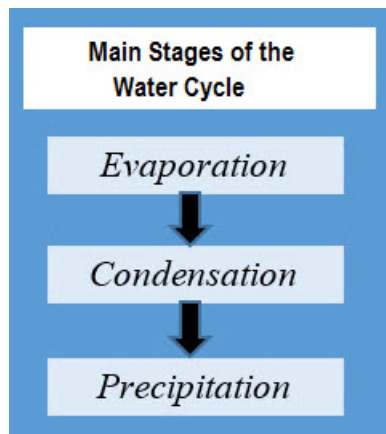 Main Stages of the
Water Cycle
Evaporation
Condensation
Precipitation